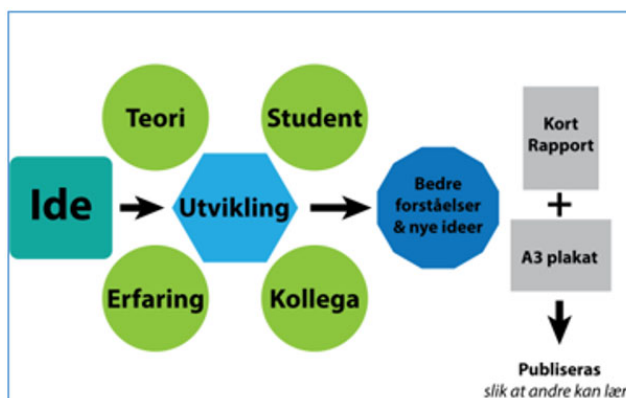 Teori
Student
Ide
Utvikling
Erfaring
Kollega
Bedre
forståelser
& nye ideer
Kort
Rapport
+
A3 plakat
Publiseras
slik at andre kan lær